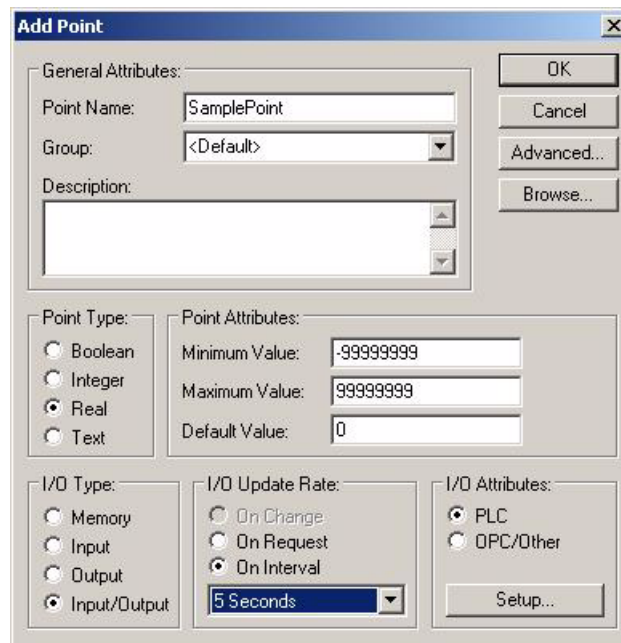 Add Point
General Attributes:
Point Name: SamplePoint
Group: <Default>
Description:
OK
Cancel
Advanced...
Browse...
Point Type:
Boolean
Integer
Real
Text
Point Attributes:
Minimum Value: -99999999
Maximum Value: 99999999
Default Value: 0
I/O Type:
Memory
Input
Output
Input/Output
I/O Update Rate:
On Change
On Request
On Interval
5 Seconds
I/O Attributes:
PLC
OPC/Other
Setup...